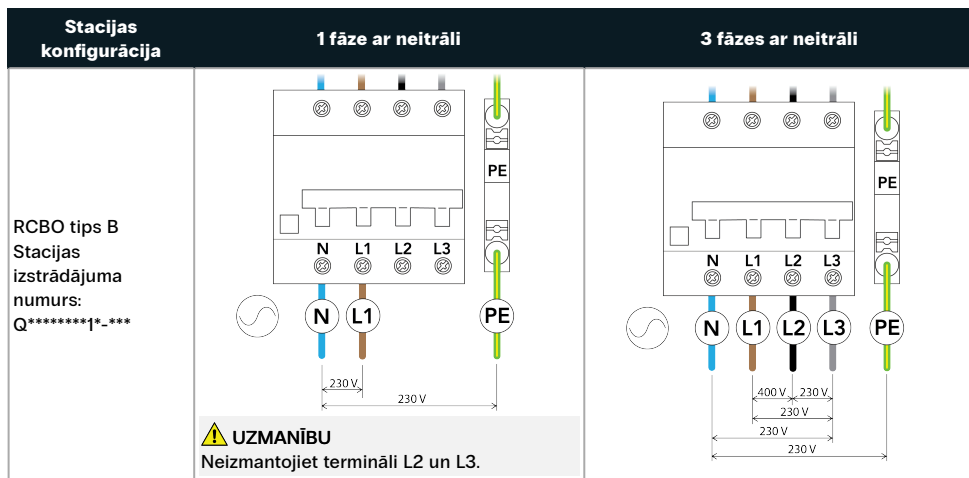 Stacijas
konfigurācija
1 fāze ar neitrāli
3 fāzes ar neitrāli
RCBO tips B
Stacijas
izstrādājuma
numurs:
Q********1*-***
PE
N L1 L2 L3
N L1 PE
230 V
230 V
UZMANĪBU
Neizmantojiet termināli L2 un L3.
PE
N L1 L2 L3
N L1 L2 L3 PE
400 V 230 V
230 V
230 V
230 V